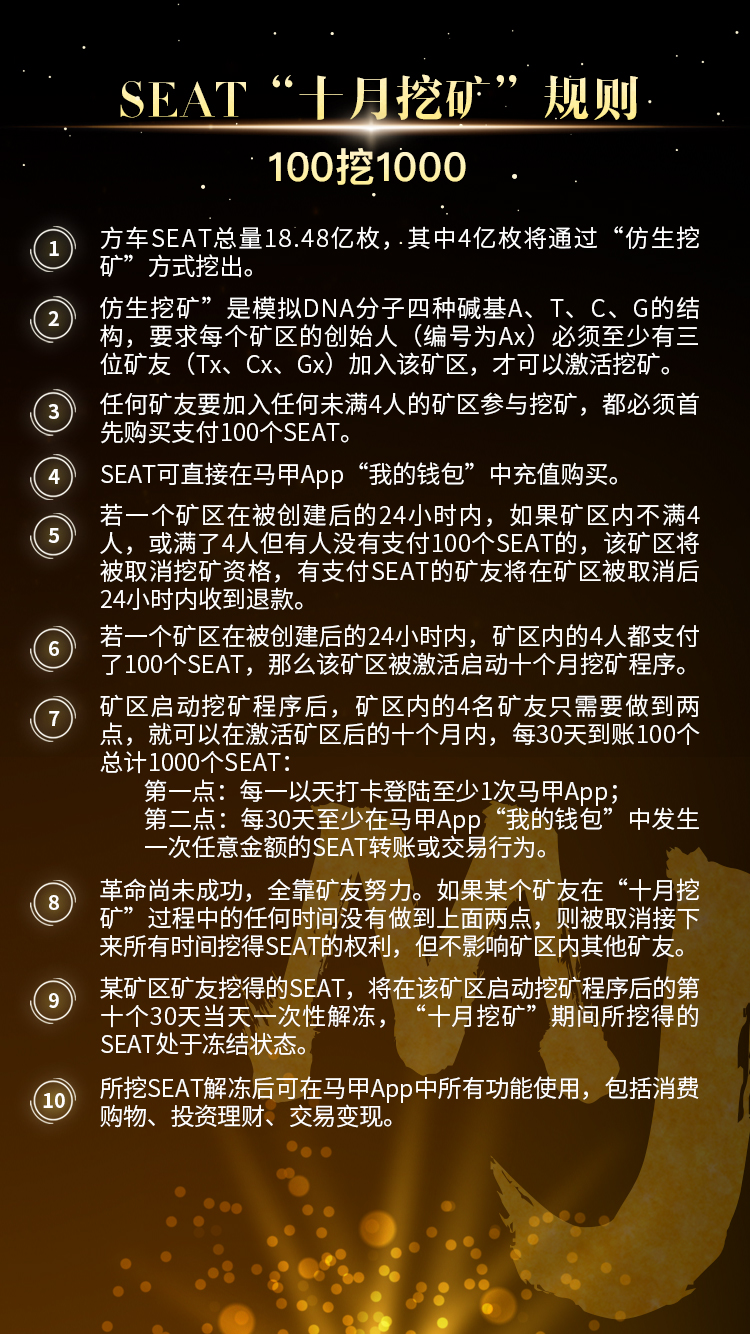 SEAT“十月挖矿”规则
100挖1000
1
方车SEAT总量18.48亿枚，其中4亿枚将通过“仿生挖
矿”方式挖出。
2
仿生挖矿”是模拟DNA分子四种碱基A、T、C、G的结
构，要求每个矿区的创始人（编号为Ax）必须至少有三
位矿友（Tx、Cx、Gx）加入该矿区，才可以激活挖矿。
3
任何矿友要加入任何未满4人的矿区参与挖矿，都必须首
先购买支付100个SEAT。
4
SEAT可直接在马甲App“我的钱包”中充值购买。
5
若一个矿区在被创建后的24小时内，如果矿区内不满4
人，或满了4人但有人没有支付100个SEAT的，该矿区将
被取消挖矿资格，有支付SEAT的矿友将在矿区被取消后
24小时内收到退款。
6
若一个矿区在被创建后的24小时内，矿区内的4人都支付
了100个SEAT，那么该矿区被激活启动十个月挖矿程序。
7
矿区启动挖矿程序后，矿区内的4名矿友只需要做到两
点，就可以在激活矿区后的十个月内，每30天到账100个
总计1000个SEAT：
第一点：每一以天打卡登陆至少1次马甲App；
第二点：每30天至少在马甲App“我的钱包”中发生
一次任意金额的SEAT转账或交易行为。
8
革命尚未成功，全靠矿友努力。如果某个矿友在“十月挖
矿”过程中的任何时间没有做到上面两点，则被取消接下
来所有时间挖得SEAT的权利，但不影响矿区内其他矿友。
9
某矿区矿友挖得的SEAT，将在该矿区启动挖矿程序后的第
十个30天当天一次性解冻，“十月挖矿”期间所挖得的
SEAT处于冻结状态。
10
所挖SEAT解冻后可在马甲App中所有功能使用，包括消费
购物、投资理财、交易变现。